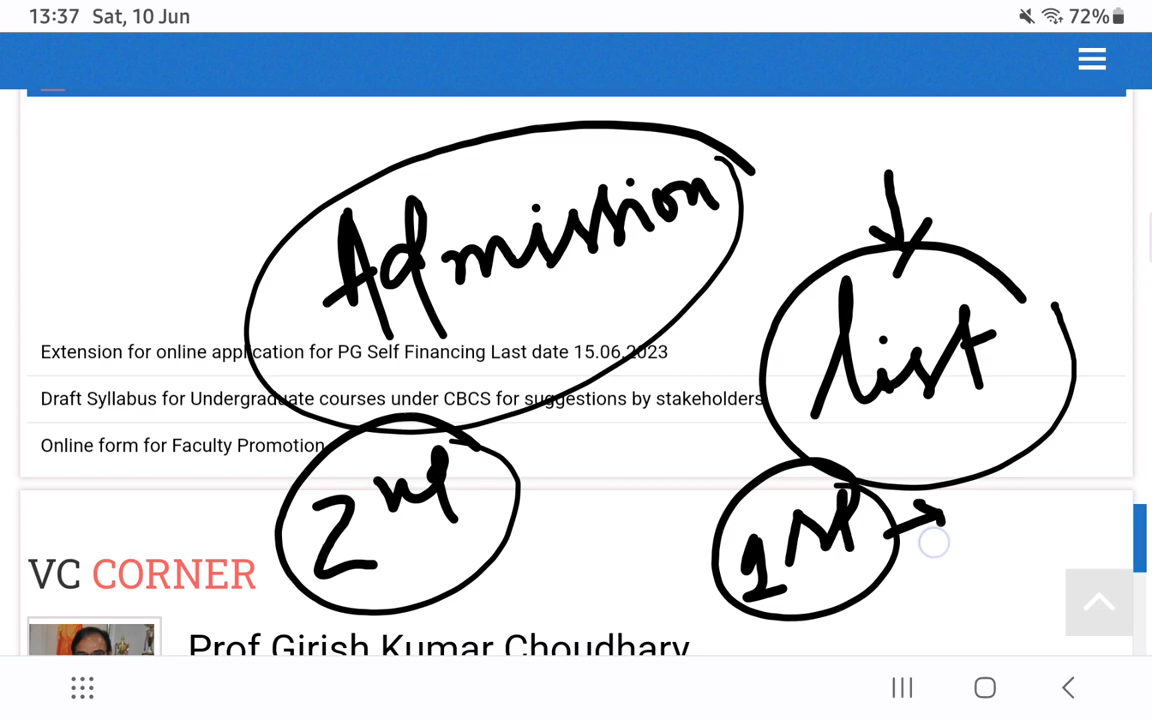 13:37 Sat, 10 Jun 72%
Admission
list
Extension for online application for PG Self Financing Last date 15.06.2023
Draft Syllabus for Undergraduate courses under CBCS for suggestions by stakeholders
Online form for Faculty Promotion
2nd
1st
VC CORNER
Prof Girish Kumar Choudhary